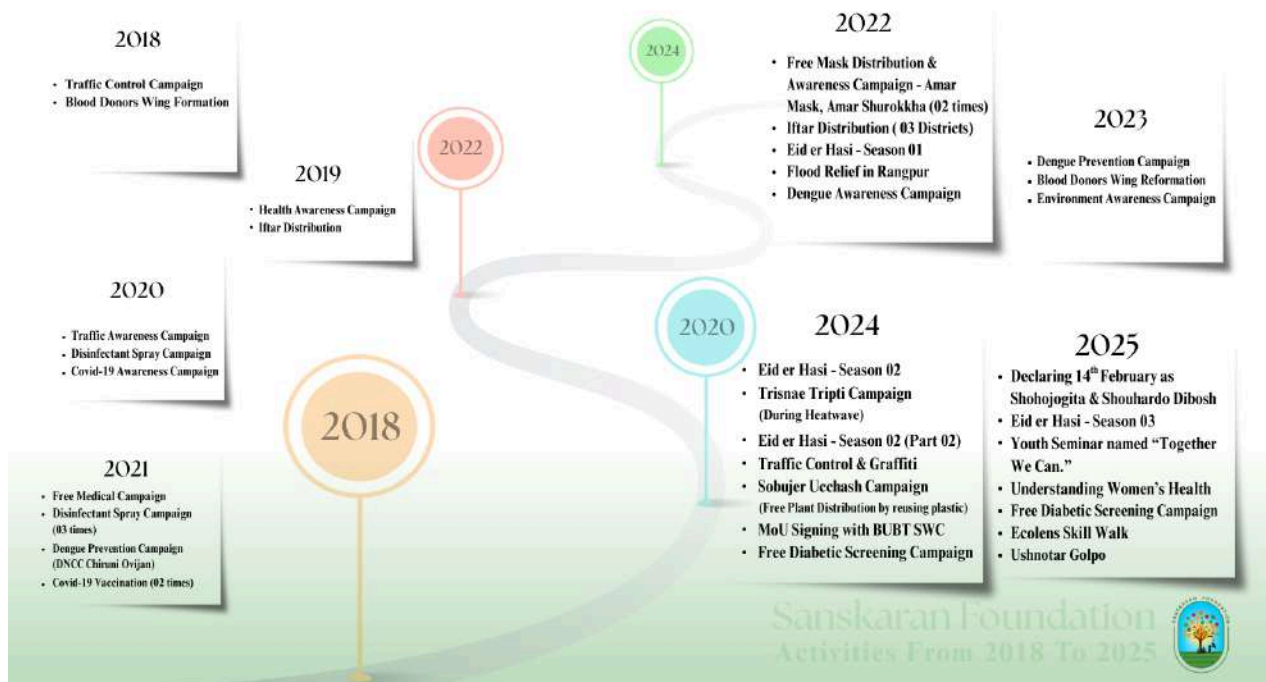 2018
• Traffic Control Campaign
• Blood Donors Wing Formation
2019
• Health Awareness Campaign
• Iftar Distribution
2020
• Traffic Awareness Campaign
• Disinfectant Spray Campaign
• Covid-19 Awareness Campaign
2021
• Free Medical Campaign
• Disinfectant Spray Campaign
(03 times)
• Dengue Prevention Campaign
(DNCC Chiruni Ovijan)
• Covid-19 Vaccination (02 times)
2018
2022
2020
2024
2022
• Free Mask Distribution &
Awareness Campaign - Amar
Mask, Amar Shurokkha (02 times)
• Iftar Distribution ( 03 Districts)
• Eid er Hasi - Season 01
• Flood Relief in Rangpur
• Dengue Awareness Campaign
2023
• Dengue Prevention Campaign
• Blood Donors Wing Reformation
• Environment Awareness Campaign
2024
• Eid er Hasi - Season 02
• Trisnae Tripti Campaign
(During Heatwave)
• Eid er Hasi - Season 02 (Part 02)
• Traffic Control & Graffiti
• Sobujer Ucchash Campaign
(Free Plant Distribution by reusing plastic)
• MoU Signing with BUBT SWC
• Free Diabetic Screening Campaign
2025
• Declaring 14th February as
Shohojogita & Shouhardo Dibosh
• Eid er Hasi - Season 03
• Youth Seminar named “Together
We Can.”
• Understanding Women’s Health
• Free Diabetic Screening Campaign
• Ecolens Skill Walk
• Ushnotar Golpo
Sanskaran Foundation
Activities From 2018 To 2025
SANSKARAN FOUNDATION